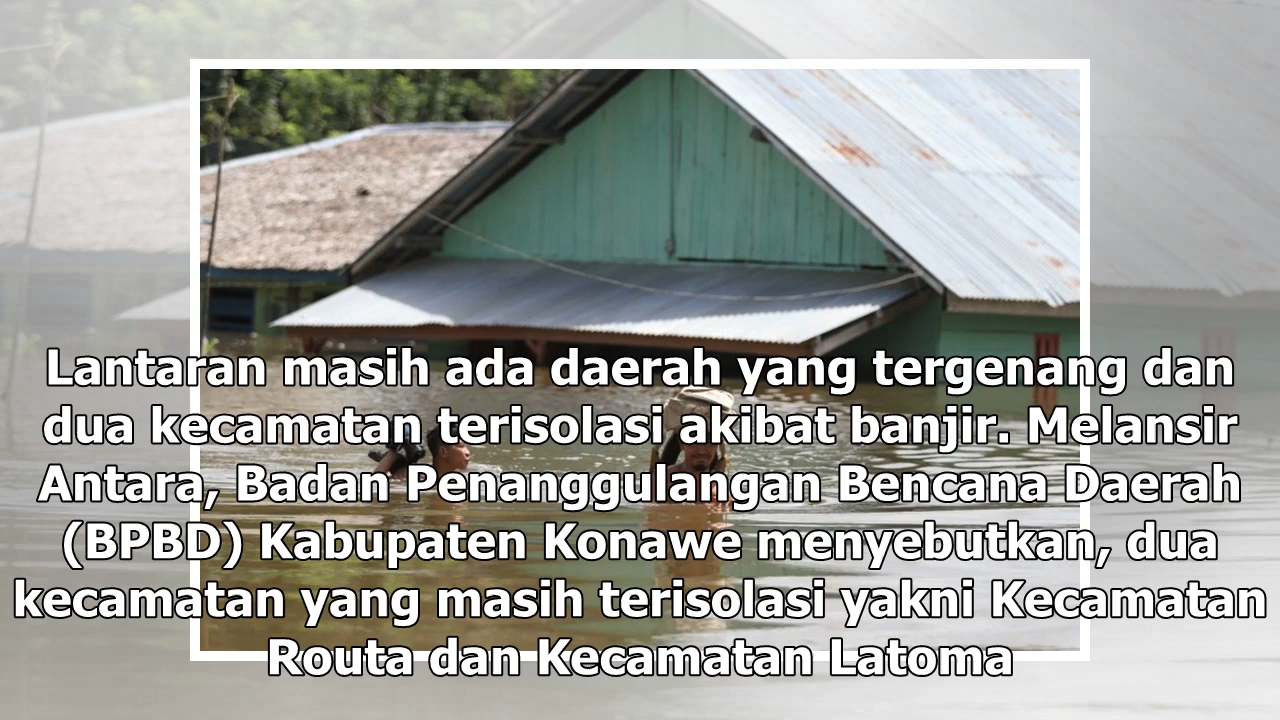 Lantaran masih ada daerah yang tergenang dan
dua kecamatan terisolasi akibat banjir. Melansir
Antara, Badan Penanggulangan Bencana Daerah
(BPBD) Kabupaten Konawe menyebutkan, dua
kecamatan yang masih terisolasi yakni Kecamatan
Routa dan Kecamatan Latoma